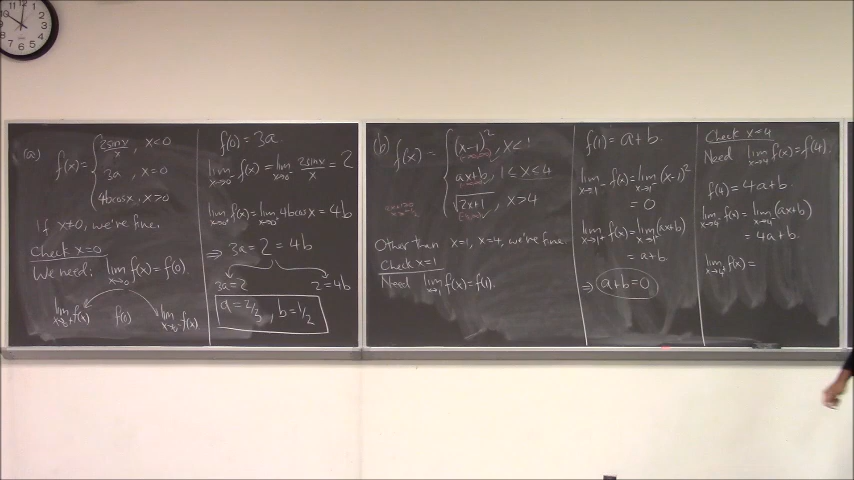 (a) f(x) = { 2sinx/x , x<0
3a , x=0
4bcosx, x>0
If x≠0, we're fine.
Check x=0
We need: lim x→0 f(x) = f(0).
lim x→0+ f(x) f(0) lim x→0- f(x)
f(0) = 3a.
lim x→0- f(x) = lim x→0- 2sinx/x = 2
lim x→0+ f(x) = lim x→0+ 4bcosx = 4b
⇒ 3a = 2 = 4b
3a = 2 2 = 4b
a = 2/3 , b = 1/2
(b) f(x) = { (x-1)² , x<1
ax+b , 1 ≤ x ≤ 4
√2x+1 , x>4
Other than x=1, x=4, we're fine.
Check x=1
Need lim x→1 f(x) = f(1).
f(1) = a+b.
lim x→1- f(x) = lim x→1- (x-1)²
= 0
lim x→1+ f(x) = lim x→1+ (ax+b)
= a+b.
⇒ a+b=0
Check x=4
Need lim x→4 f(x) = f(4).
f(4) = 4a+b.
lim x→4- f(x) = lim x→4- (ax+b)
= 4a+b.
lim x→4+ f(x) =